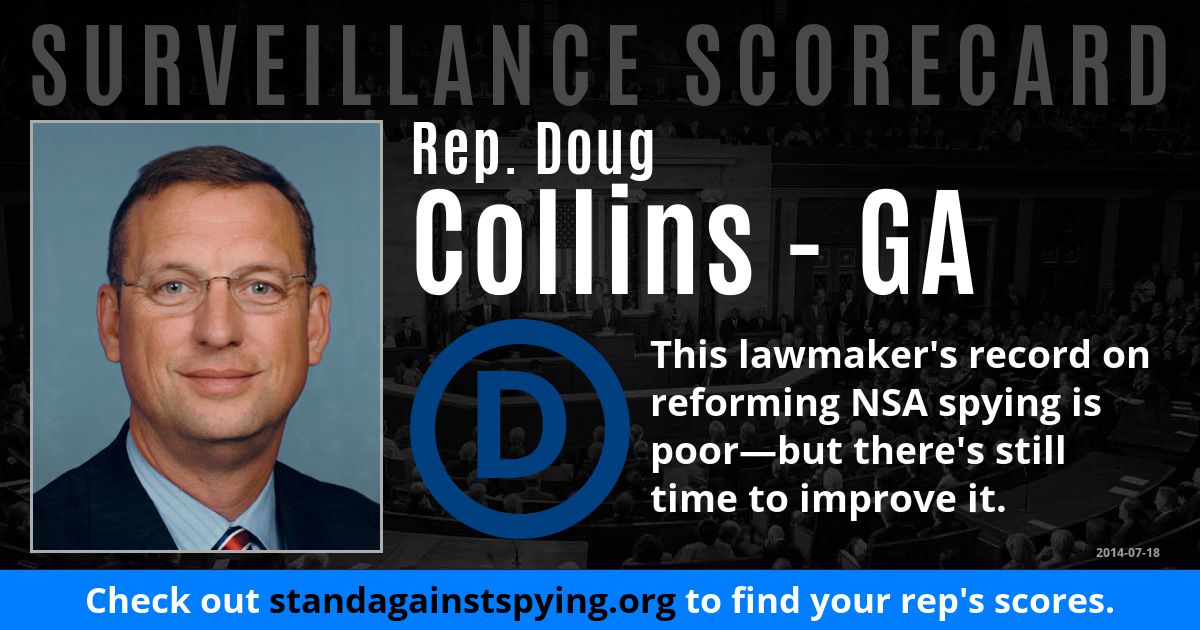 SURVEILLANCE SCORECARD
Rep. Doug
Collins - GA
D
This lawmaker's record on
reforming NSA spying is
poor—but there's still
time to improve it.
2014-07-18
Check out standagainstspying.org to find your rep's scores.